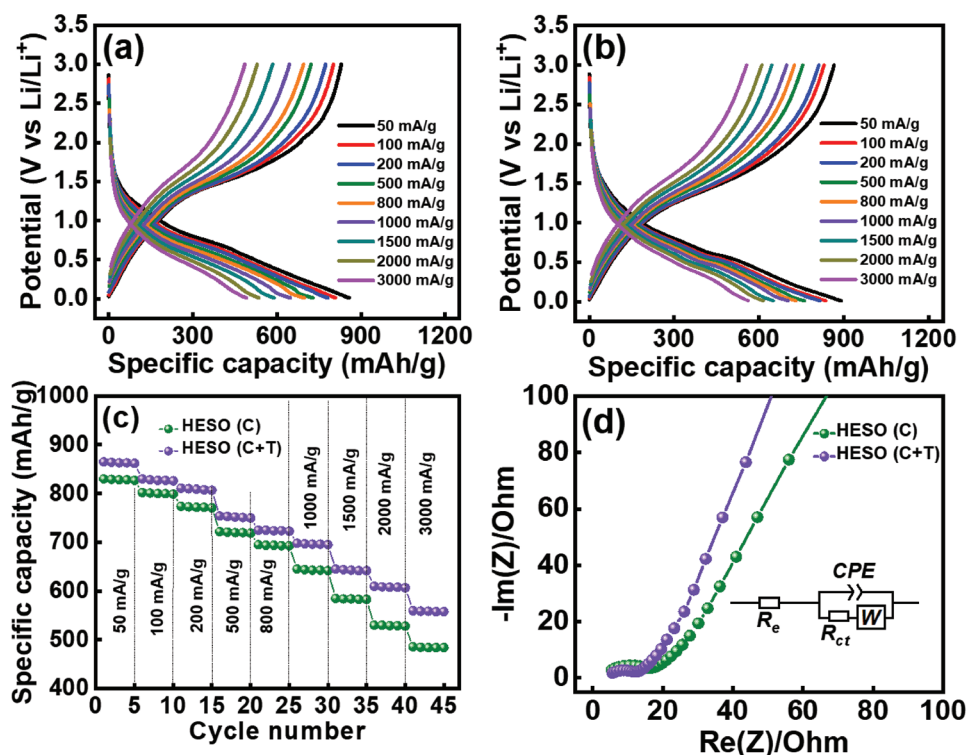 (a)
Potential (V vs Li/Li⁺)
3.5
3.0
2.5
2.0
1.5
1.0
0.5
0.0
50 mA/g
100 mA/g
200 mA/g
500 mA/g
800 mA/g
1000 mA/g
1500 mA/g
2000 mA/g
3000 mA/g
0 300 600 900 1200
Specific capacity (mAh/g)
(b)
Potential (V vs Li/Li⁺)
3.5
3.0
2.5
2.0
1.5
1.0
0.5
0.0
50 mA/g
100 mA/g
200 mA/g
500 mA/g
800 mA/g
1000 mA/g
1500 mA/g
2000 mA/g
3000 mA/g
0 300 600 900 1200
Specific capacity (mAh/g)
(c)
Specific capacity (mAh/g)
1000
900
800
700
600
500
400
HESO (C)
HESO (C+T)
50 mA/g
100 mA/g
200 mA/g
500 mA/g
800 mA/g
1000 mA/g
1500 mA/g
2000 mA/g
3000 mA/g
0 5 10 15 20 25 30 35 40 45
Cycle number
(d)
-Im(Z)/Ohm
100
80
60
40
20
0
HESO (C)
HESO (C+T)
CPE
Re
Rct
W
0 20 40 60 80
Re(Z)/Ohm